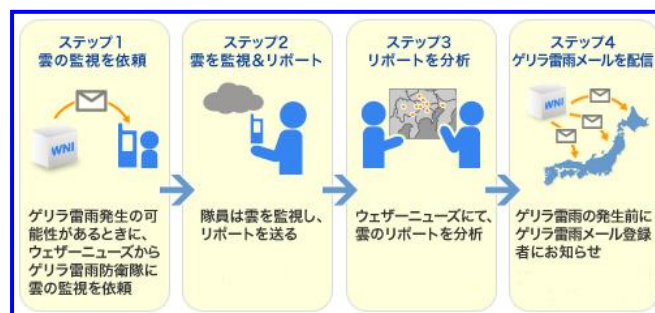 ステップ1
雲の監視を依頼
WNI
ゲリラ雷雨発生の可
能性があるときに、
ウェザーニューズから
ゲリラ雷雨防衛隊に
雲の監視を依頼
ステップ2
雲を監視&リポート
隊員は雲を監視し、
リポートを送る
ステップ3
リポートを分析
ウェザーニューズにて、
雲のリポートを分析
ステップ4
ゲリラ雷雨メールを配信
WNI
ゲリラ雷雨の発生前に
ゲリラ雷雨メール登録
者にお知らせ